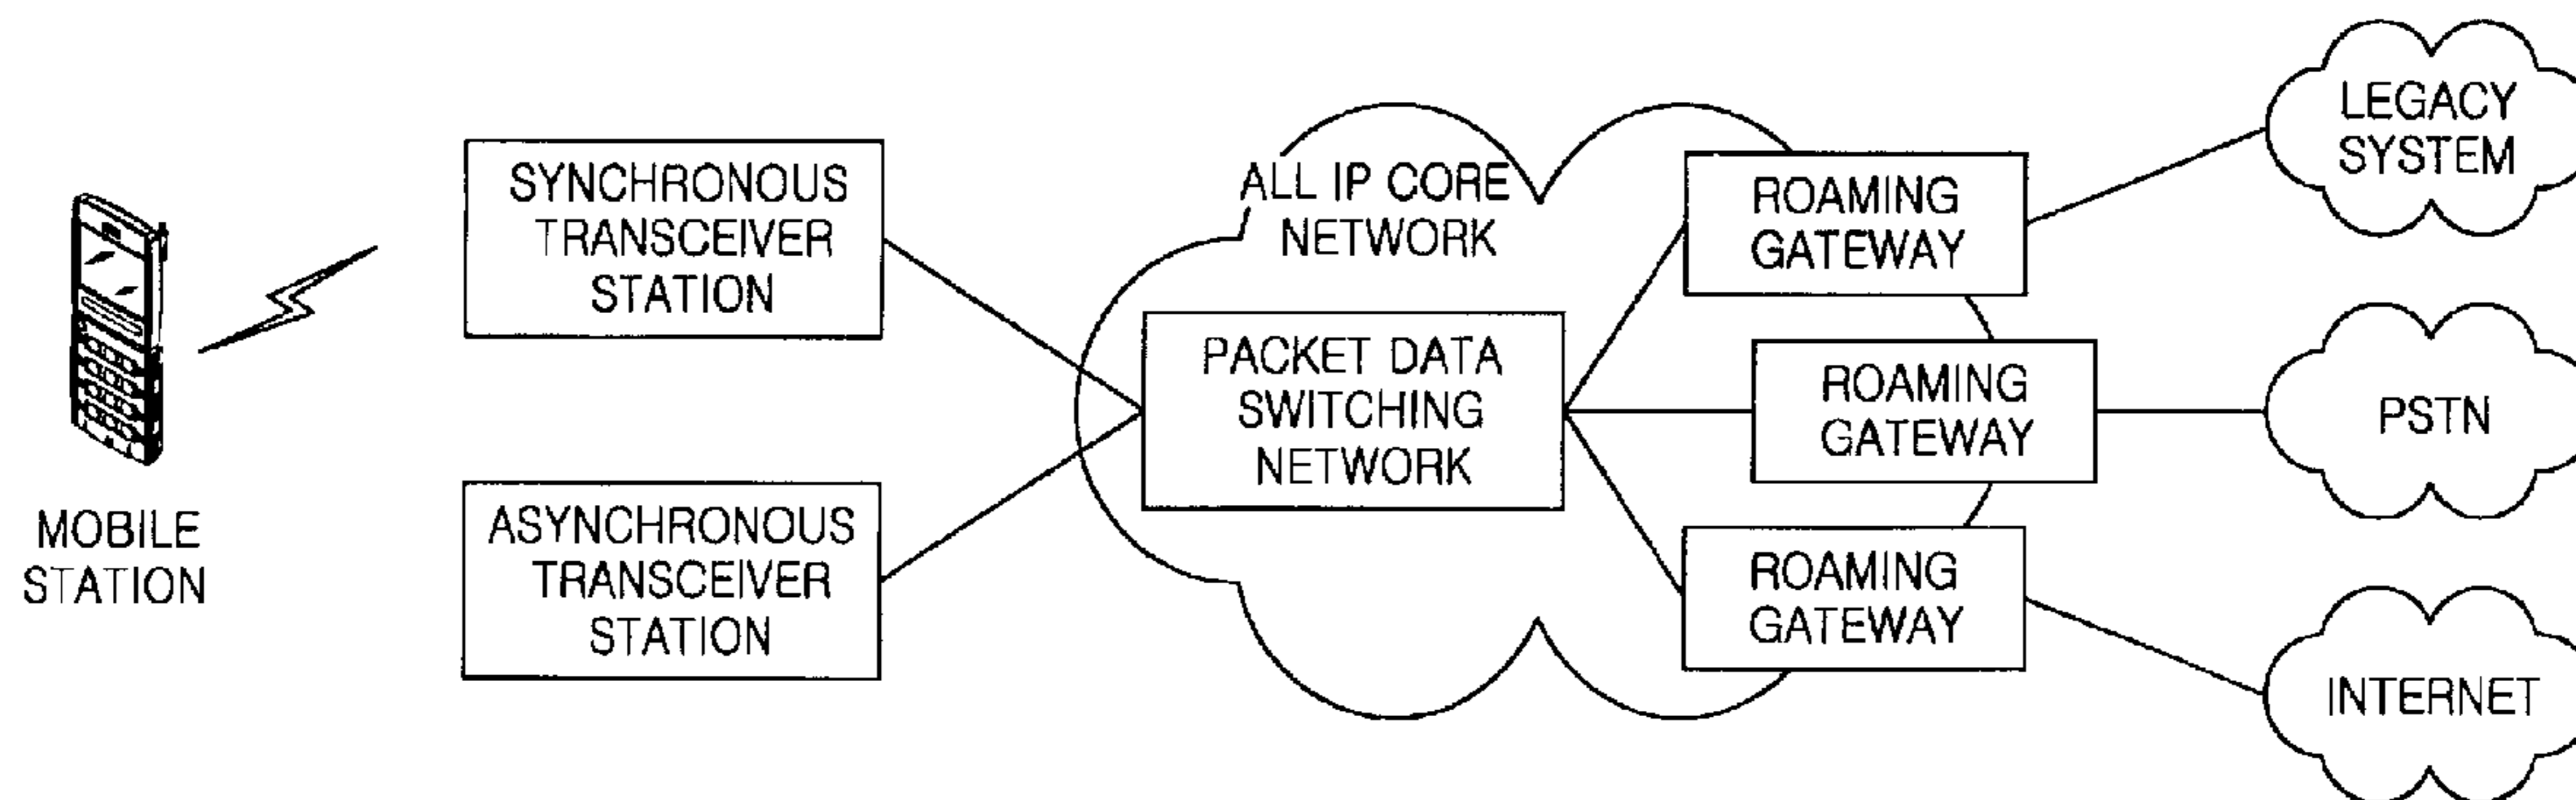 MOBILE
STATION
SYNCHRONOUS
TRANSCEIVER
STATION
ASYNCHRONOUS
TRANSCEIVER
STATION
ALL IP CORE
NETWORK
PACKET DATA
SWITCHING
NETWORK
ROAMING
GATEWAY
ROAMING
GATEWAY
ROAMING
GATEWAY
LEGACY
SYSTEM
PSTN
INTERNET